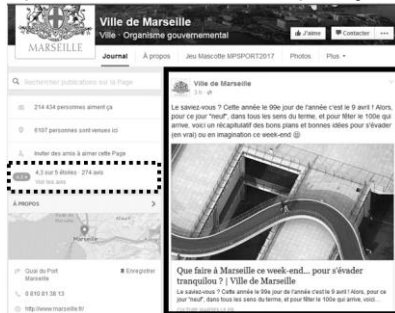 Ville de Marseille
Ville · Organisme gouvernemental
J'aime
Contacter
MARSEILLE
Journal
À propos
Jeu Mascotte MPSPORT2017
Photos
Plus
Rechercher publications sur la Page
214 434 personnes aiment ça
6107 personnes sont venues ici
Inviter des amis à aimer cette Page
4,3 sur 5 étoiles · 274 avis
Voir les avis
À PROPOS
Marseille
Quai du Port
Marseille
Enregistrer
0 810 81 38 13
http://www.marseille.fr/
Ville de Marseille
2 h
Le saviez-vous ? Cette année le 99e jour de l'année c'est le 9 avril ! Alors,
pour ce jour "neuf", dans tous les sens du terme, et pour fêter le 100e qui
arrive, voici un récapitulatif des bons plans et bonnes idées pour s'évader
(en vrai) ou en imagination ce week-end
Que faire à Marseille ce week-end... pour s'évader
tranquilou ? | Ville de Marseille
Le saviez-vous ? Cette année le 99e jour de l'année c'est le 9 avril ! Alors, pour ce
jour "neuf", dans tous les sens du terme, et pour fêter le 100e qui arrive, voici...